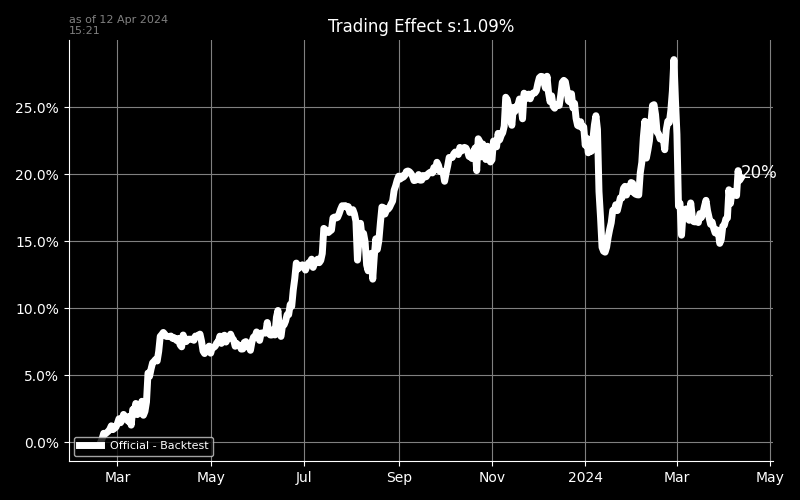 as of 12 Apr 2024
15:21
Trading Effect s:1.09%
25.0%
20.0%
20%
15.0%
10.0%
5.0%
0.0%
Official - Backtest
Mar May Jul Sep Nov 2024 Mar May